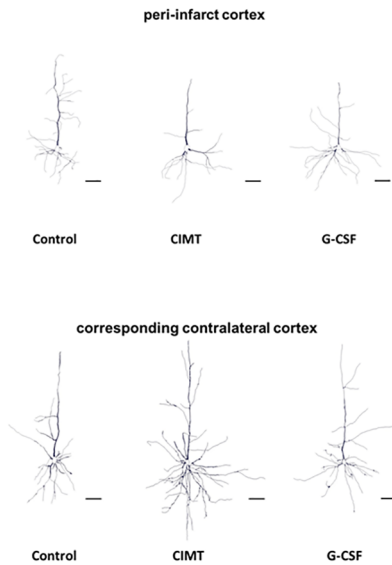 peri-infarct cortex
Control CIMT G-CSF
corresponding contralateral cortex
Control CIMT G-CSF